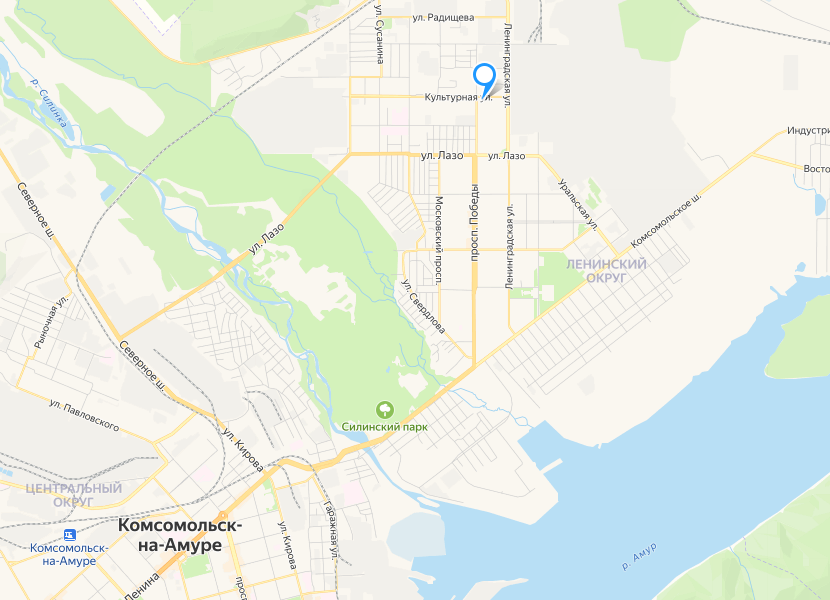 ул. Радищева
ул. Сусанина
Ленинградская ул.
р. Силинка
Культурная ул.
Индустри
ул. Лазо
ул. Лазо
Восто
Северное ш.
Уральская ул.
Комсомольское ш.
Московский просп.
просп. Победы
Ленинградская ул.
ул. Лазо
ЛЕНИНСКИЙ
ОКРУГ
Рыночная ул.
ул. Свердлова
Северное ш.
ул. Павловского
Силинский парк
ул. Кирова
ЦЕНТРАЛЬНЫЙ
ОКРУГ
Гаражная ул.
Комсомольск-
на-Амуре
ул. Кирова
Комсомольск-
на-Амуре
р. Амур
Ленина
просп